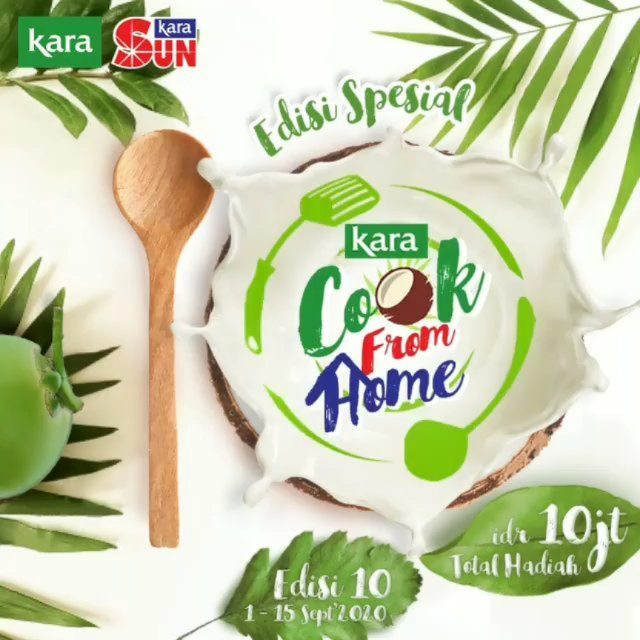 kara
kara
SUN
Edisi Spesial
kara
Cook
From
Home
idr 10jt
Total Hadiah
Edisi 10
1 - 15 Sept'2020